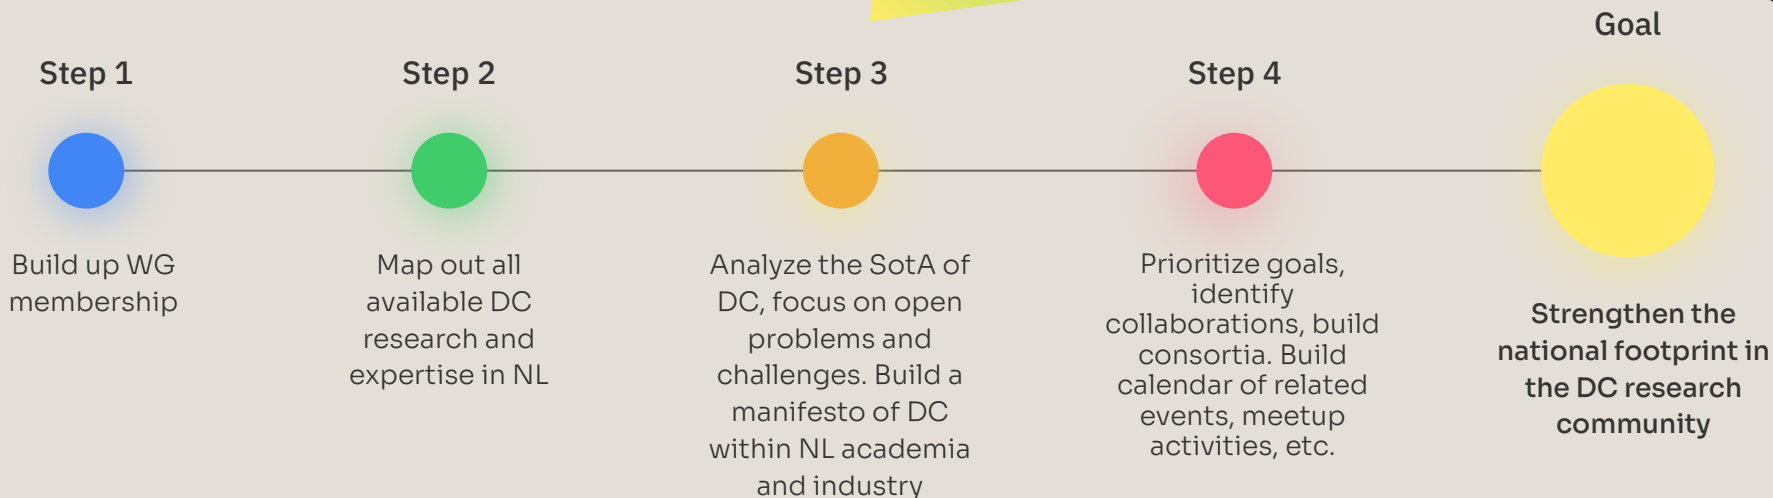 Step 1
Build up WG
membership
Step 2
Map out all
available DC
research and
expertise in NL
Step 3
Analyze the SotA of
DC, focus on open
problems and
challenges. Build a
manifesto of DC
within NL academia
and industry
Step 4
Prioritize goals,
identify
collaborations, build
consortia. Build
calendar of related
events, meetup
activities, etc.
Goal
Strengthen the
national footprint in
the DC research
community